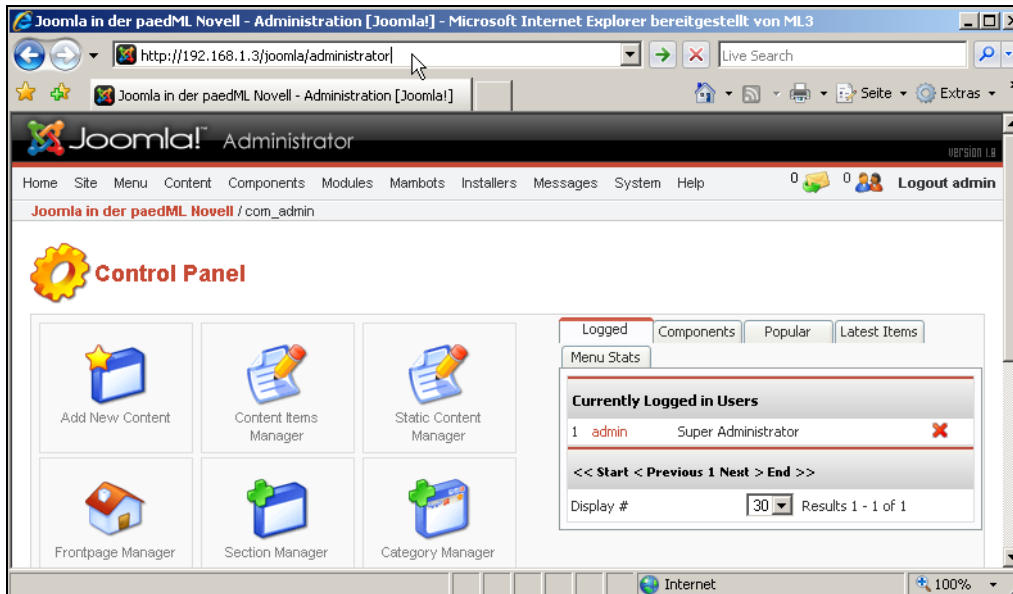 Joomla in der paedML Novell - Administration [Joomla!] - Microsoft Internet Explorer bereitgestellt von ML3
http://192.168.1.3/joomla/administrator
Live Search
Joomla in der paedML Novell - Administration [Joomla!]
Seite
Extras
Joomla!™ Administrator
version 1.0
Home Site Menu Content Components Modules Mambots Installers Messages System Help 0 0 Logout admin
Joomla in der paedML Novell / com_admin
Control Panel
Add New Content
Content Items Manager
Static Content Manager
Frontpage Manager
Section Manager
Category Manager
Logged Components Popular Latest Items
Menu Stats
Currently Logged in Users
1 admin Super Administrator
<< Start < Previous 1 Next > End >>
Display # 30 Results 1 - 1 of 1
Internet 100%